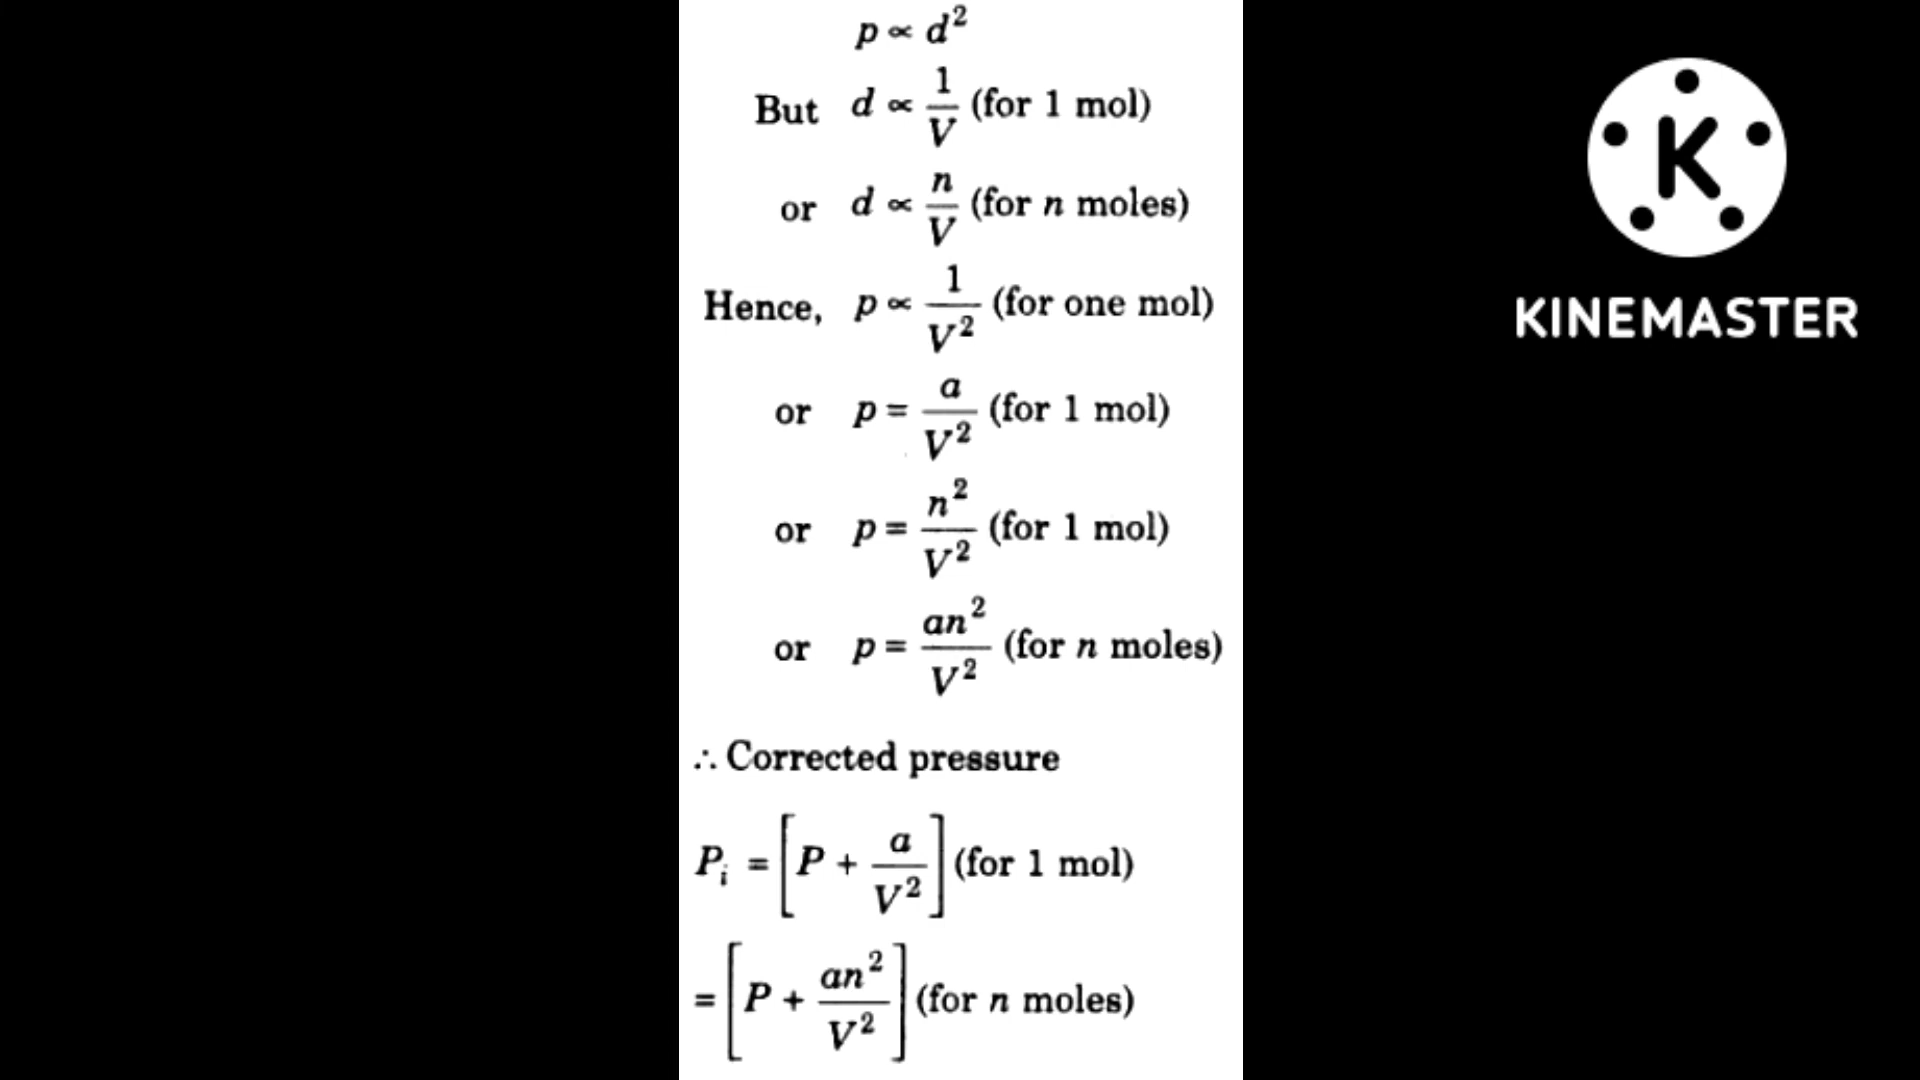 p ∝ d²
But d ∝ 1/V (for 1 mol)
or d ∝ n/V (for n moles)
Hence, p ∝ 1/V² (for one mol)
or p = a/V² (for 1 mol)
or p = n²/V² (for 1 mol)
or p = an²/V² (for n moles)
∴ Corrected pressure
Pᵢ = [P + a/V²] (for 1 mol)
= [P + an²/V²] (for n moles)
K
KINEMASTER